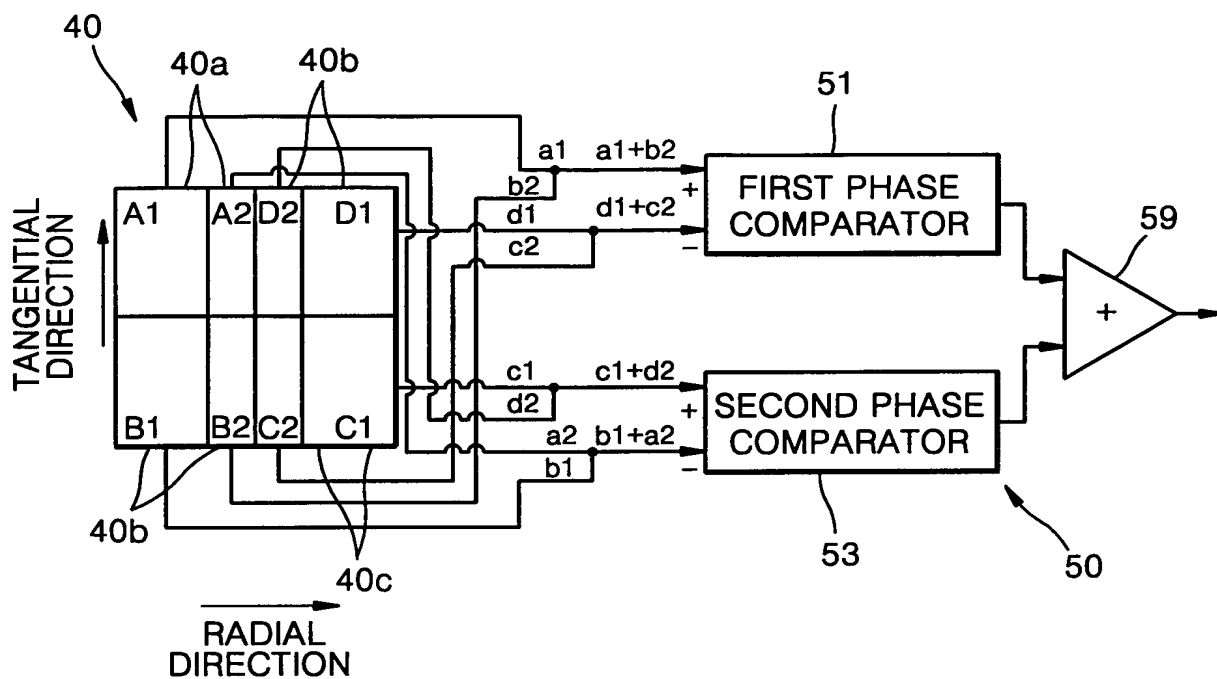 40
40a
40b
51
a1
a1+b2
b2
+
d1
d1+c2
c2
−
FIRST PHASE
COMPARATOR
A1
A2
D2
D1
TANGENTIAL
DIRECTION
59
+
B1
B2
C2
C1
c1
c1+d2
d2
+
a2
b1+a2
b1
−
SECOND PHASE
COMPARATOR
40b
40c
53
50
RADIAL
DIRECTION